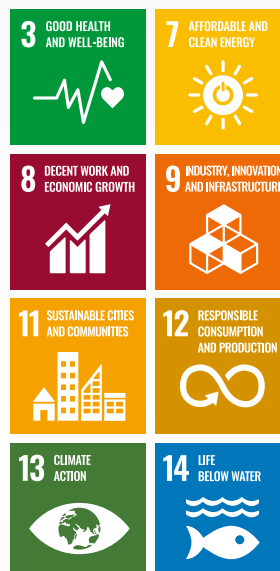 3 GOOD HEALTH
AND WELL-BEING
7 AFFORDABLE AND
CLEAN ENERGY
8 DECENT WORK AND
ECONOMIC GROWTH
9 INDUSTRY, INNOVATION
AND INFRASTRUCTURE
11 SUSTAINABLE CITIES
AND COMMUNITIES
12 RESPONSIBLE
CONSUMPTION
AND PRODUCTION
13 CLIMATE
ACTION
14 LIFE
BELOW WATER